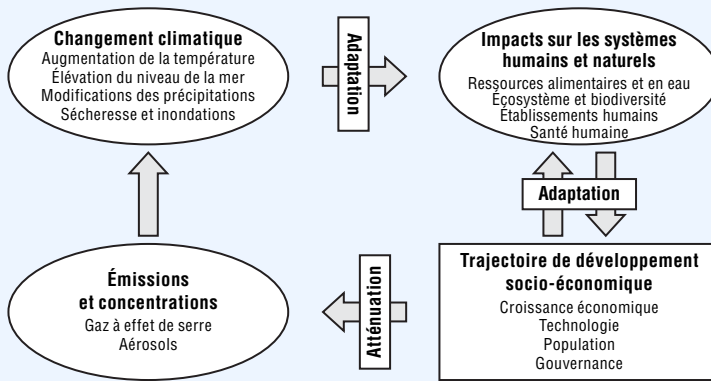 Changement climatique
Augmentation de la température
Élévation du niveau de la mer
Modifications des précipitations
Sécheresse et inondations
Adaptation
Impacts sur les systèmes
humains et naturels
Ressources alimentaires et en eau
Écosystème et biodiversité
Établissements humains
Santé humaine
Adaptation
Émissions
et concentrations
Gaz à effet de serre
Aérosols
Atténuation
Trajectoire de développement
socio-économique
Croissance économique
Technologie
Population
Gouvernance